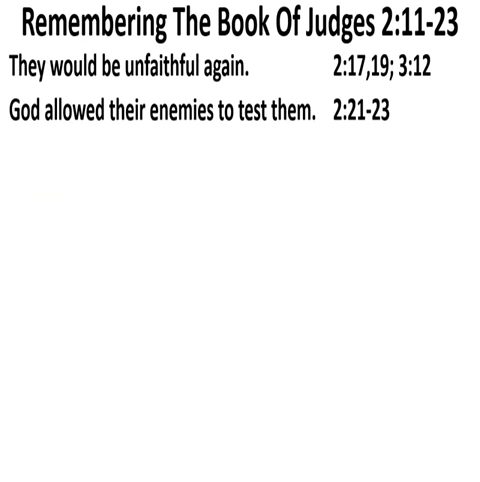 Remembering The Book Of Judges 2:11-23
They would be unfaithful again. 2:17,19; 3:12
God allowed their enemies to test them. 2:21-23